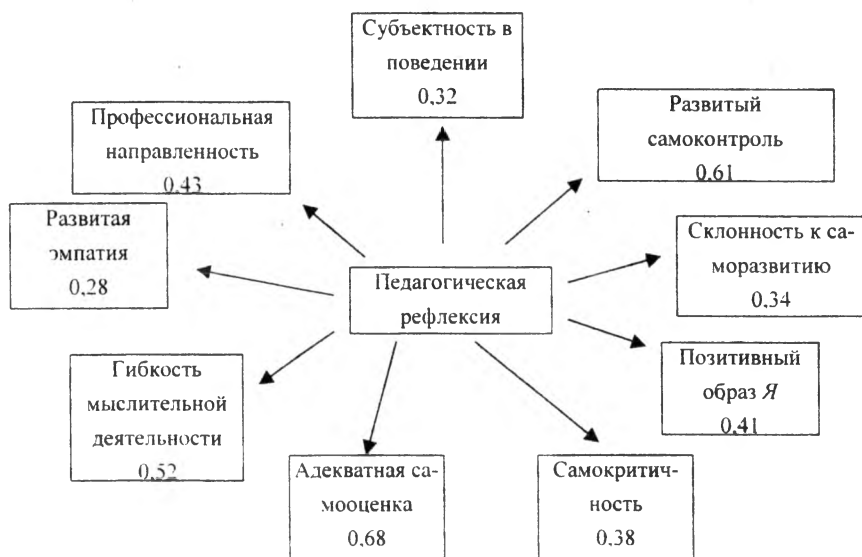 Субъектность в
поведении
0,32
Развитый
самоконтроль
0,61
Профессиональная
направленность
0,43
Развитая
эмпатия
0,28
Склонность к са-
моразвитию
0,34
Педагогическая
рефлексия
Позитивный
образ Я
0,41
Гибкость
мыслительной
деятельности
0,52
Адекватная са-
мооценка
0,68
Самокритич-
ность
0,38